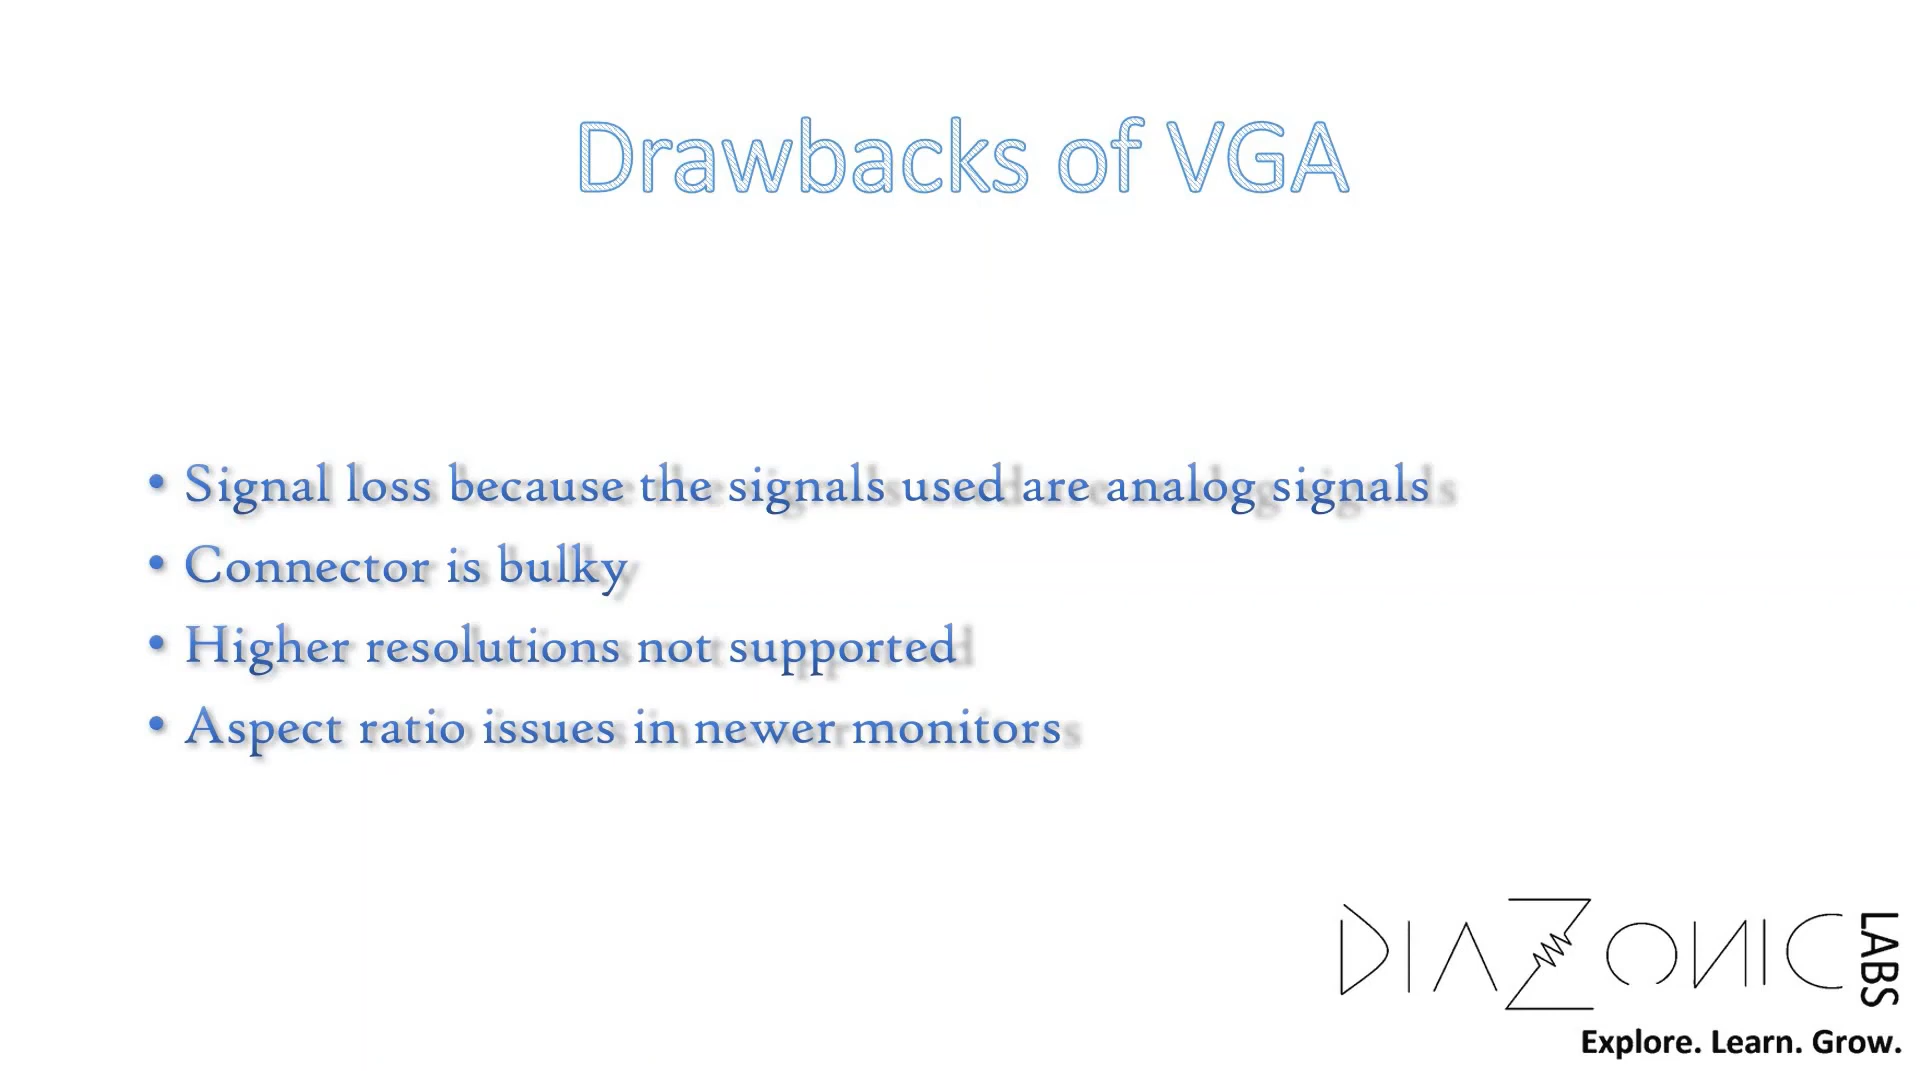 Drawbacks of VGA
• Signal loss because the signals used are analog signals
• Connector is bulky
• Higher resolutions not supported
• Aspect ratio issues in newer monitors
DIAZONIC LABS
Explore. Learn. Grow.